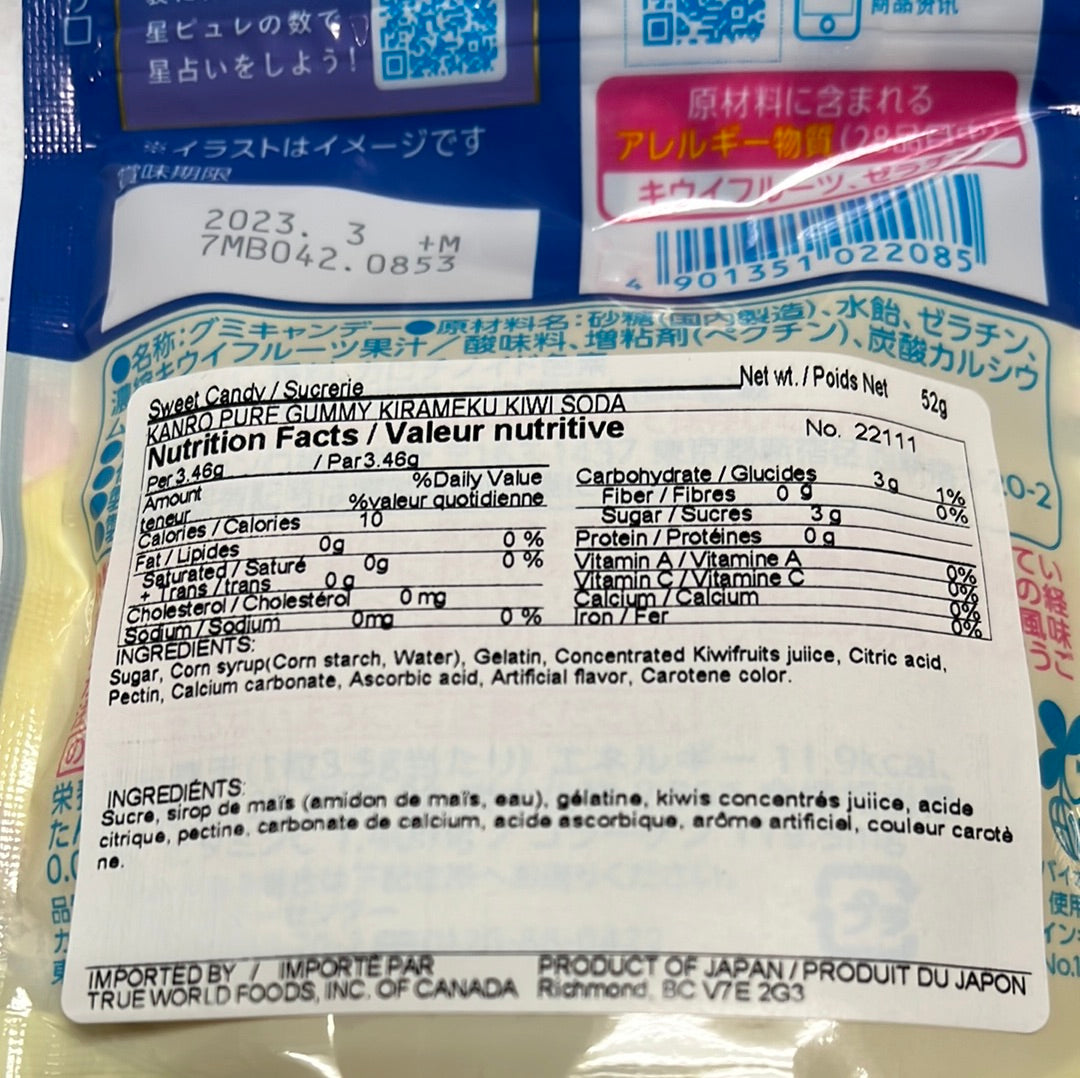 星ピュレの数で
星占いをしよう!
商品资讯
※イラストはイメージです
賞味期限
2023. 3 +M
7MB042.0853
原材料に含まれる
アレルギー物質(28品目中)
キウイフルーツ、ゼラチン
4 901351 022085
●名称:グミキャンデー●原材料名:砂糖(国内製造)、水飴、ゼラチン、
濃縮キウイフルーツ果汁/酸味料、増粘剤(ペクチン)、炭酸カルシウ
Sweet Candy / Sucrerie Net wt. / Poids Net 52g
KANRO PURE GUMMY KIRAMEKU KIWI SODA
Nutrition Facts / Valeur nutritive No. 22111
Per 3.46g / Par3.46g
Amount %Daily Value
teneur %valeur quotidienne
Calories / Calories 10
Fat / Lipides 0g 0 %
Saturated / Saturé 0g 0 %
+ Trans / trans 0 g
Cholesterol / Cholestérol 0 mg
Sodium / Sodium 0mg 0 %
Carbohydrate / Glucides 3 g 1%
Fiber / Fibres 0 g 0%
Sugar / Sucres 3 g
Protein / Protéines 0 g
Vitamin A / Vitamine A 0%
Vitamin C / Vitamine C 0%
Calcium / Calcium 0%
Iron / Fer 0%
INGREDIENTS:
Sugar, Corn syrup(Corn starch, Water), Gelatin, Concentrated Kiwifruits juiice, Citric acid,
Pectin, Calcium carbonate, Ascorbic acid, Artificial flavor, Carotene color.
INGREDIÉNTS:
Sucre, sirop de maïs (amidon de maïs, eau), gélatine, kiwis concentrés juiice, acide
citrique, pectine, carbonate de calcium, acide ascorbique, arôme artificiel, couleur carotè
ne.
IMPORTED BY / IMPORTÉ PAR PRODUCT OF JAPAN / PRODUIT DU JAPON
TRUE WORLD FOODS, INC. OF CANADA Richmond, BC V7E 2G3